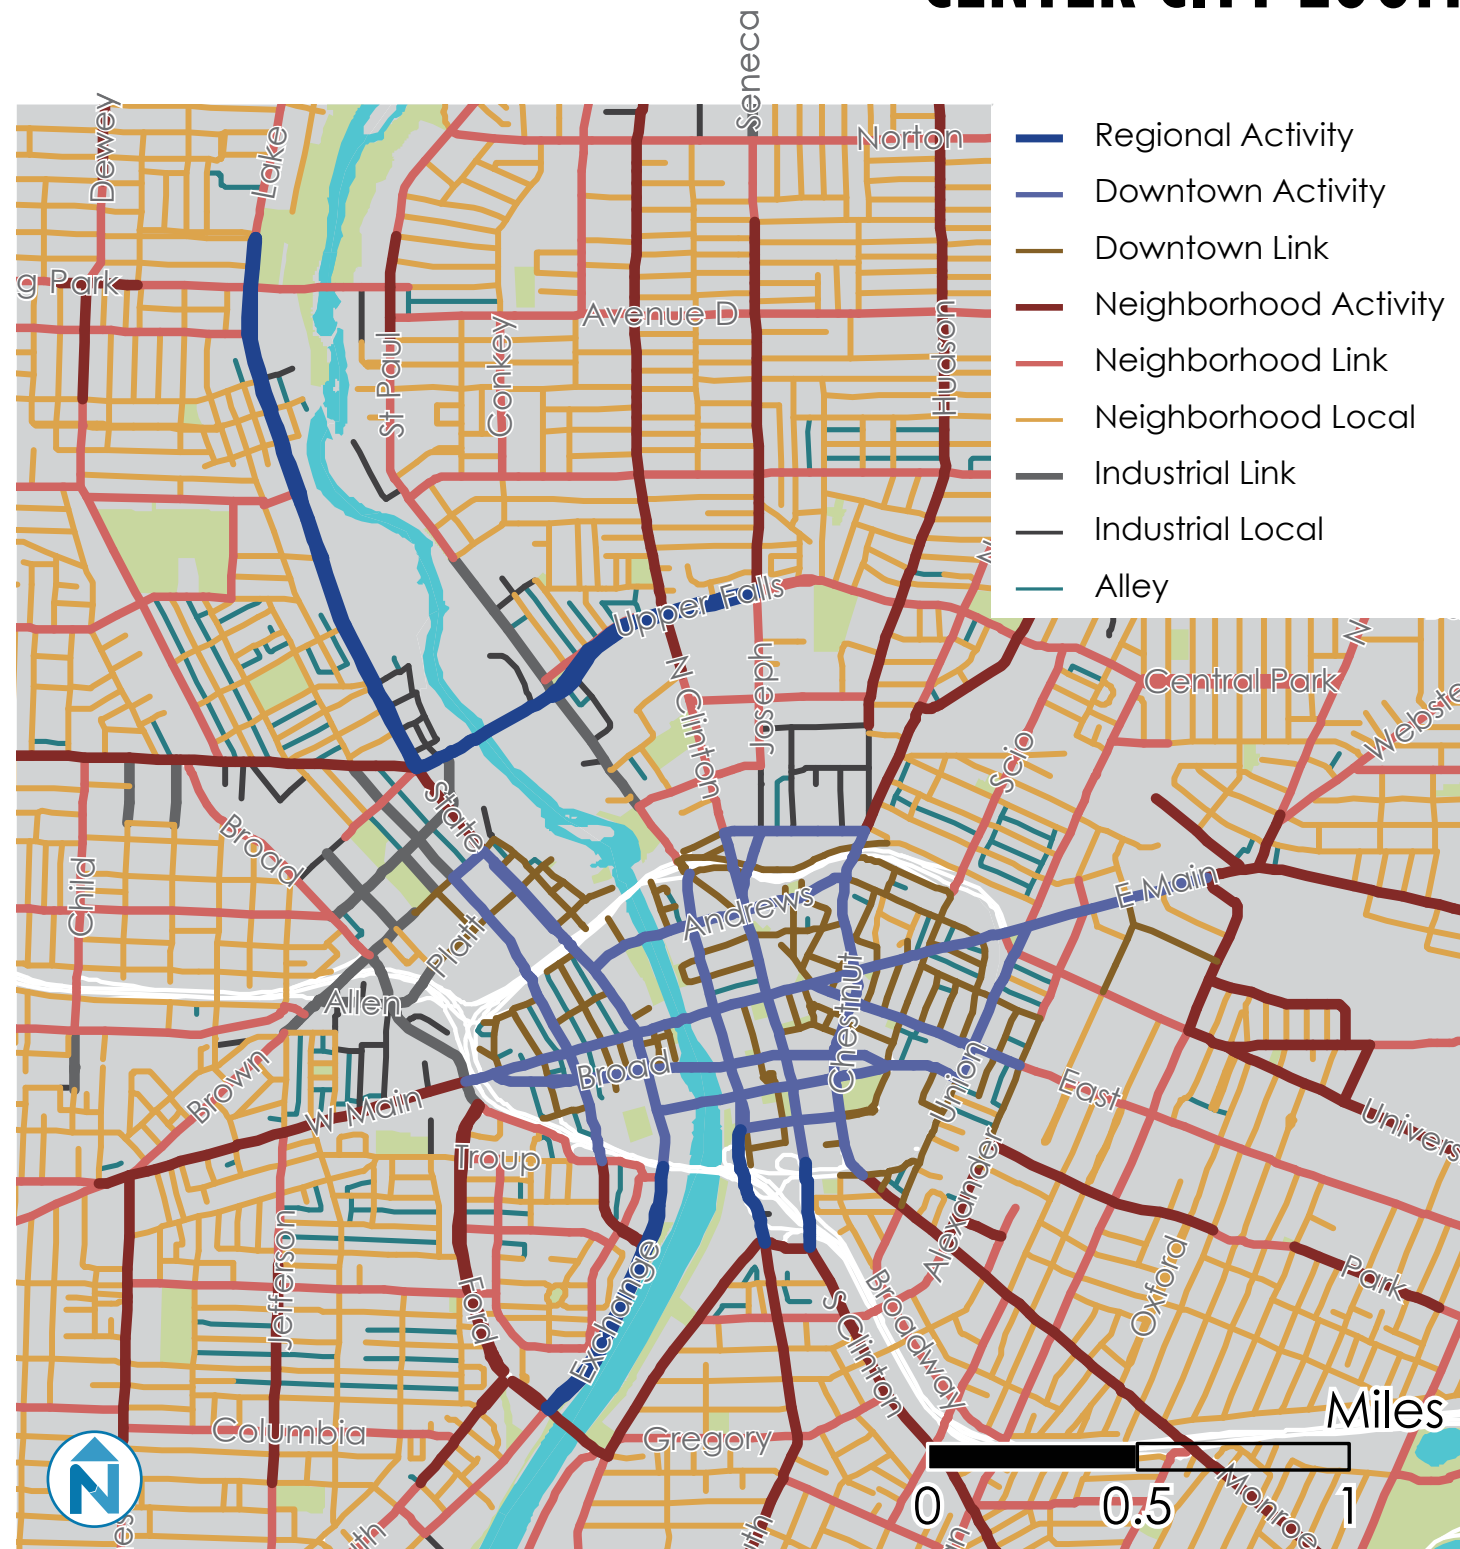 Seneca
Dewey
Lake
Norton
Regional Activity
Downtown Activity
Downtown Link
Neighborhood Activity
Neighborhood Link
Neighborhood Local
Industrial Link
Industrial Local
Alley
g Park
Avenue D
St Paul
Conkey
Hudson
Upper Falls
N Clinton
Joseph
N
Central Park
Webste
Scio
State
Broad
Child
E Main
Andrews
Platt
Chestnut
Allen
Broad
Union
East
Brown
W Main
Univers
Troup
Alexander
Jefferson
Ford
Exchange
S Clinton
Broadway
Oxford
Park
Columbia
Gregory
Miles
0 0.5 1
Monroe
N